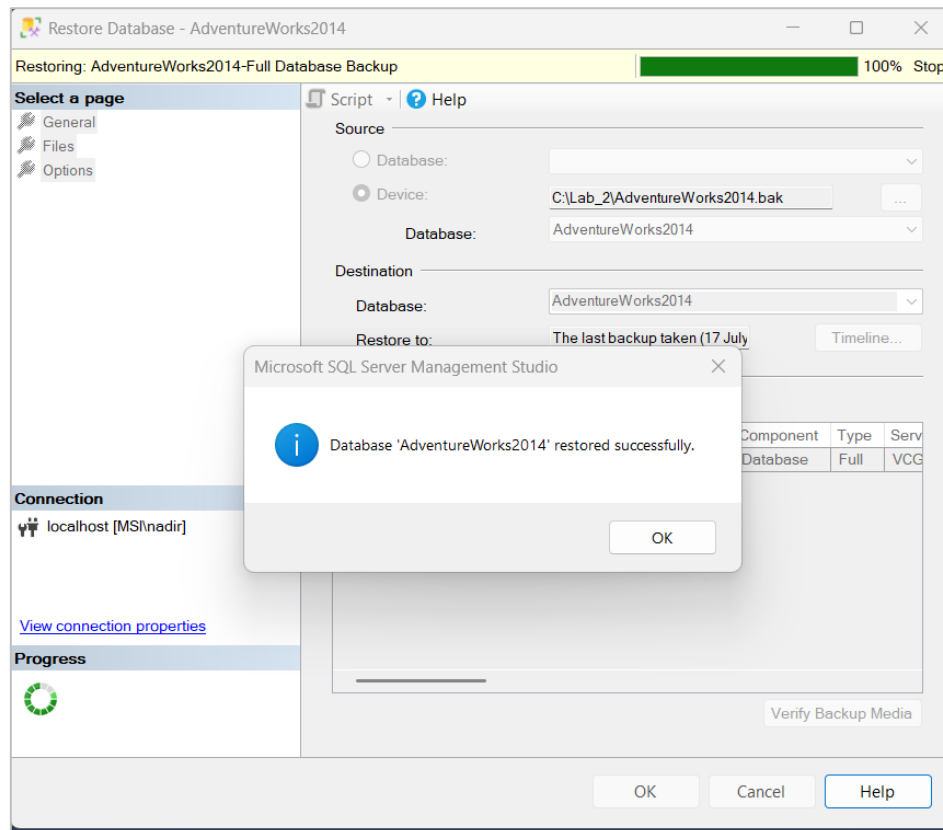 Restore Database - AdventureWorks2014
Restoring: AdventureWorks2014-Full Database Backup
100% Stop
Select a page
General
Files
Options
Script
Help
Source
Database:
Device:
C:\Lab_2\AdventureWorks2014.bak
...
Database:
AdventureWorks2014
Destination
Database:
AdventureWorks2014
Restore to:
The last backup taken (17 July
Timeline...
Microsoft SQL Server Management Studio
Database 'AdventureWorks2014' restored successfully.
OK
Component Type Serv
Database Full VCG
Connection
localhost [MSI\nadir]
View connection properties
Progress
Verify Backup Media
OK Cancel Help